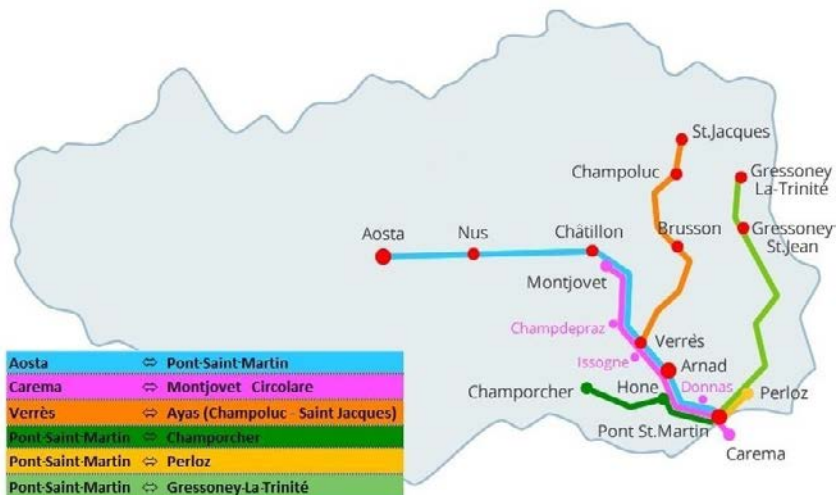 St.Jacques
Champoluc
Gressoney
La-Trinité
Aosta
Nus
Châtillon
Brusson
Gressoney-
St.Jean
Montjovet
Champdepraz
Verrès
Issogne
Arnad
Champorcher
Hone
Donnas
Perloz
Pont St.Martin
Carema
Aosta ⇔ Pont-Saint-Martin
Carema ⇔ Montjovet Circolare
Verrès ⇔ Ayas (Champoluc - Saint Jacques)
Pont-Saint-Martin ⇔ Champorcher
Pont-Saint-Martin ⇔ Perloz
Pont-Saint-Martin ⇔ Gressoney-La-Trinité